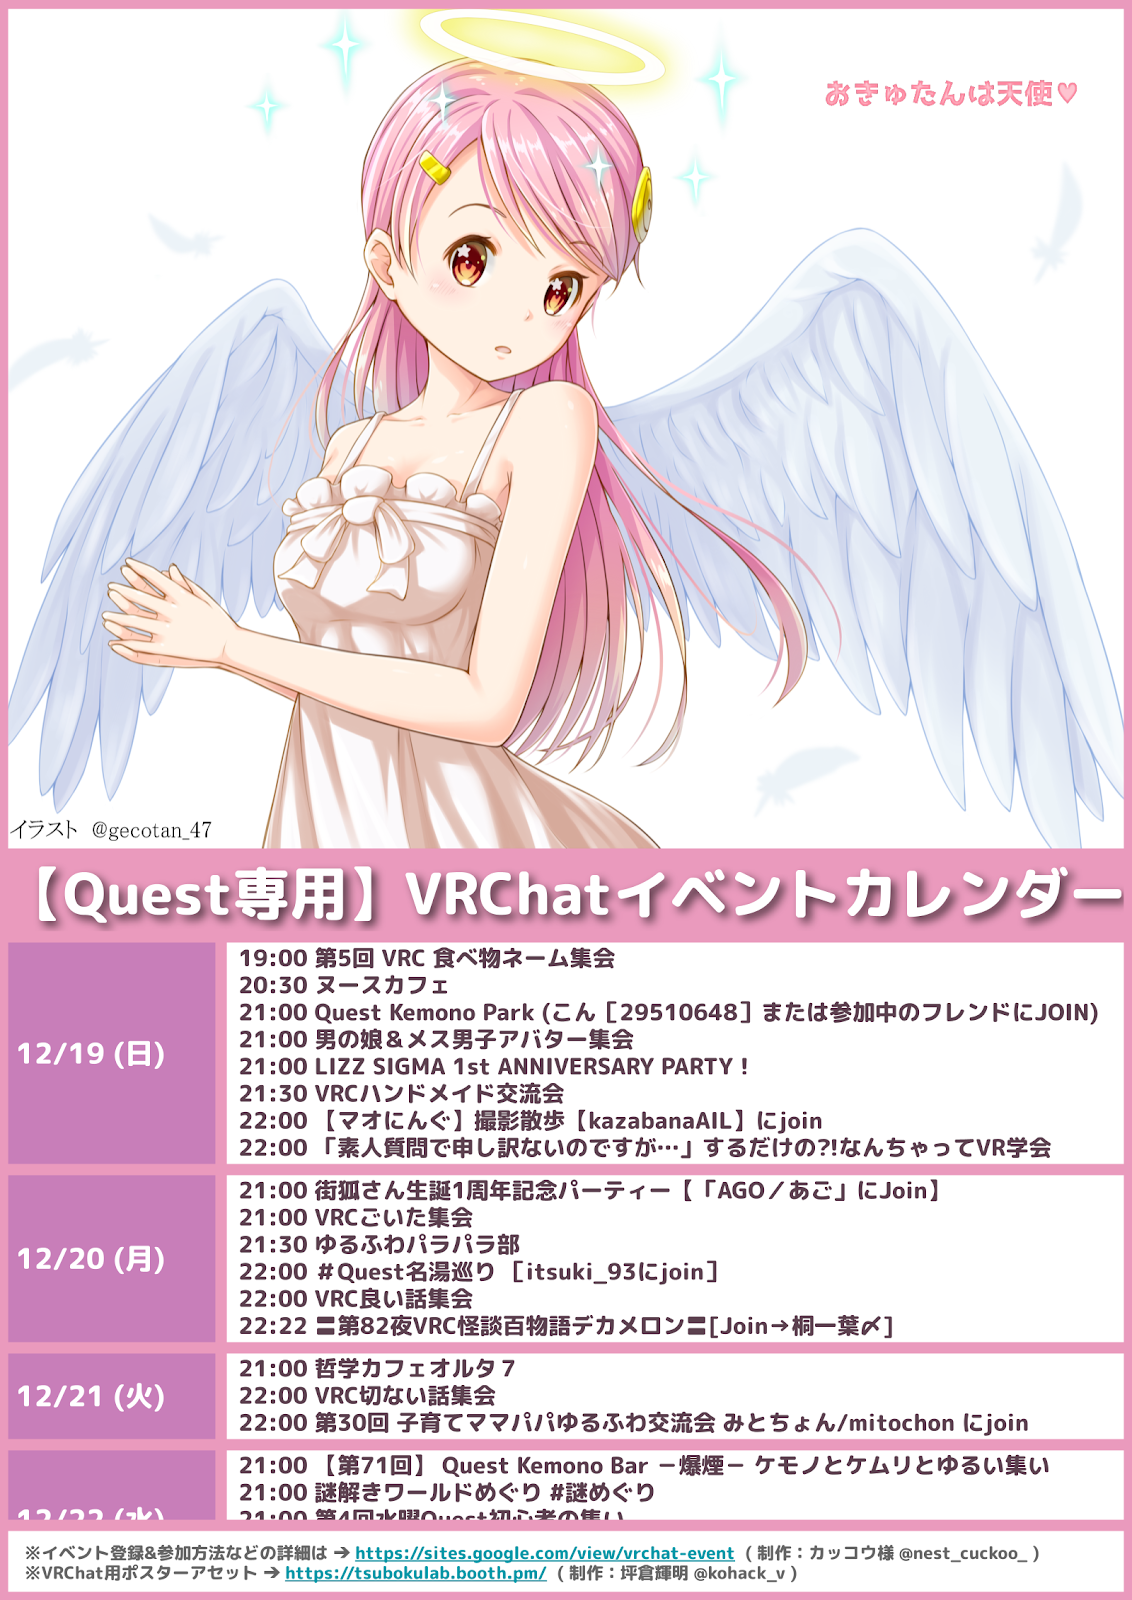 おきゅたんは天使♥
イラスト @gecotan_47
【Quest専用】VRChatイベントカレンダー
12/19 (日)
19:00 第5回 VRC 食べ物ネーム集会
20:30 ヌースカフェ
21:00 Quest Kemono Park (こん［29510648］または参加中のフレンドにJOIN)
21:00 男の娘＆メス男子アバター集会
21:00 LIZZ SIGMA 1st ANNIVERSARY PARTY！
21:30 VRCハンドメイド交流会
22:00 【マオにんぐ】撮影散歩【kazabanaAIL】にjoin
22:00 「素人質問で申し訳ないのですが…」するだけの?!なんちゃってVR学会
12/20 (月)
21:00 街狐さん生誕1周年記念パーティー【「AGO／あご」にJoin】
21:00 VRCごいた集会
21:30 ゆるふわパラパラ部
22:00 ＃Quest名湯巡り ［itsuki_93にjoin］
22:00 VRC良い話集会
22:22 〓第82夜VRC怪談百物語デカメロン〓[Join→桐一葉〆]
12/21 (火)
21:00 哲学カフェオルタ７
22:00 VRC切ない話集会
22:00 第30回 子育てママパパゆるふわ交流会 みとちょん/mitochon にjoin
12/22 (水)
21:00 【第71回】 Quest Kemono Bar －爆煙－ ケモノとケムリとゆるい集い
21:00 謎解きワールドめぐり #謎めぐり
21:00 第4回水曜Quest初心者の集い
※イベント登録&参加方法などの詳細は ➔ https://sites.google.com/view/vrchat-event ( 制作：カッコウ様 @nest_cuckoo_ )
※VRChat用ポスターアセット ➔ https://tsubokulab.booth.pm/ ( 制作：坪倉輝明 @kohack_v )